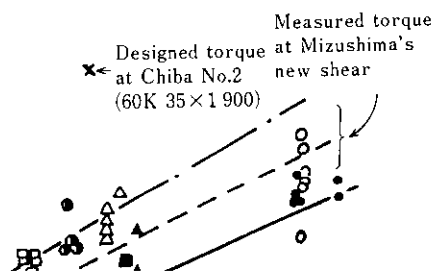 Designed torque
at Chiba No.2
(60K 35×1 900)
Measured torque
at Mizushima's
new shear